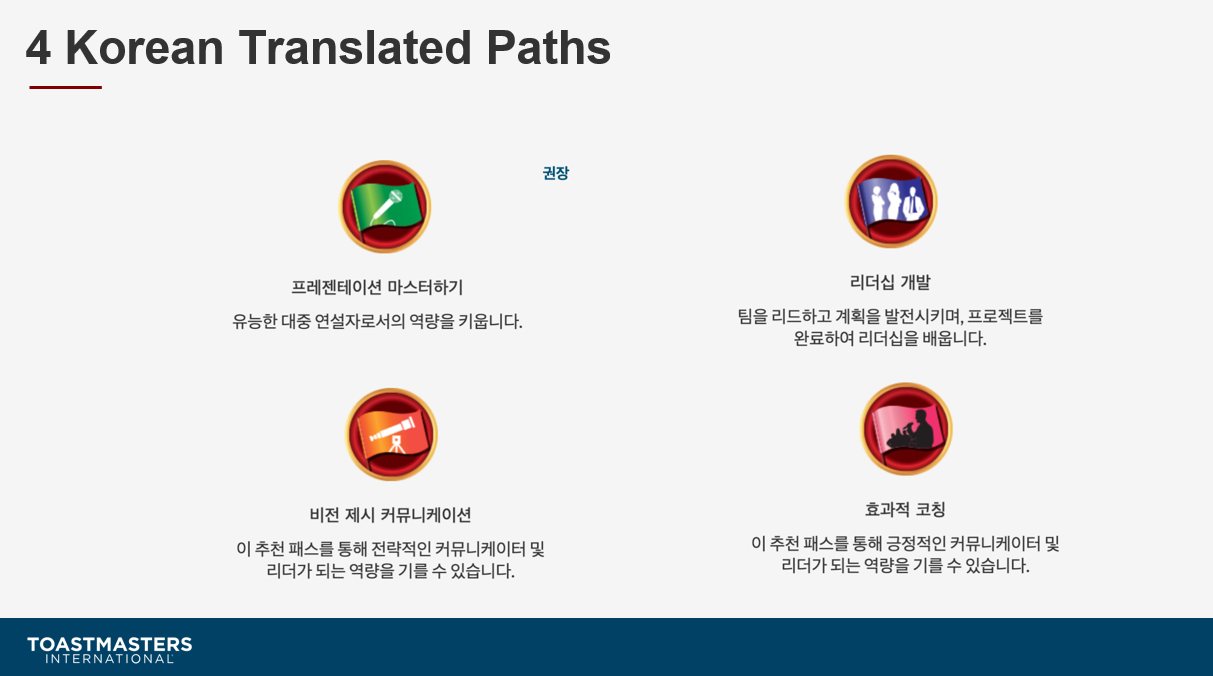 4 Korean Translated Paths
권장
프레젠테이션 마스터하기
유능한 대중 연설자로서의 역량을 키웁니다.
리더십 개발
팀을 리드하고 계획을 발전시키며, 프로젝트를
완료하여 리더십을 배웁니다.
비전 제시 커뮤니케이션
이 추천 패스를 통해 전략적인 커뮤니케이터 및
리더가 되는 역량을 기를 수 있습니다.
효과적 코칭
이 추천 패스를 통해 긍정적인 커뮤니케이터 및
리더가 되는 역량을 기를 수 있습니다.
TOASTMASTERS
INTERNATIONAL